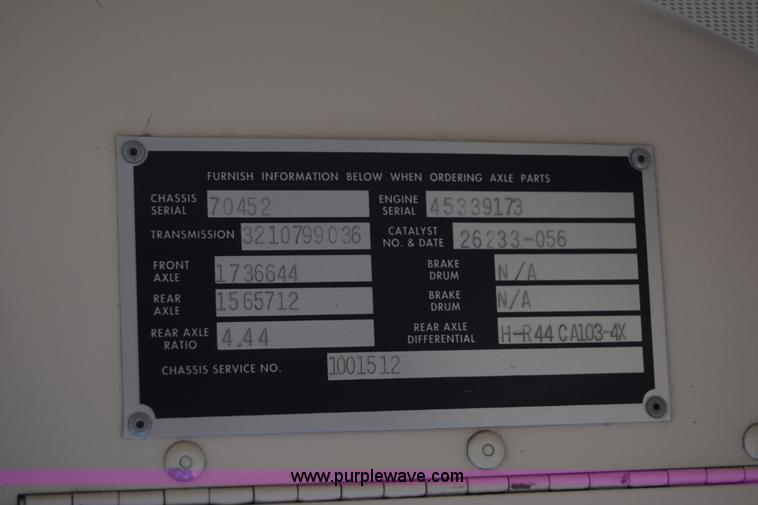 FURNISH INFORMATION BELOW WHEN ORDERING AXLE PARTS
CHASSIS SERIAL 70452 ENGINE SERIAL 45339173
TRANSMISSION 3210799036 CATALYST NO. & DATE 26233-056
FRONT AXLE 1736644 BRAKE DRUM N/A
REAR AXLE 1565712 BRAKE DRUM N/A
REAR AXLE RATIO 4.44 REAR AXLE DIFFERENTIAL H-R44CA103-4X
CHASSIS SERVICE NO. 1001512
www.purplewave.com